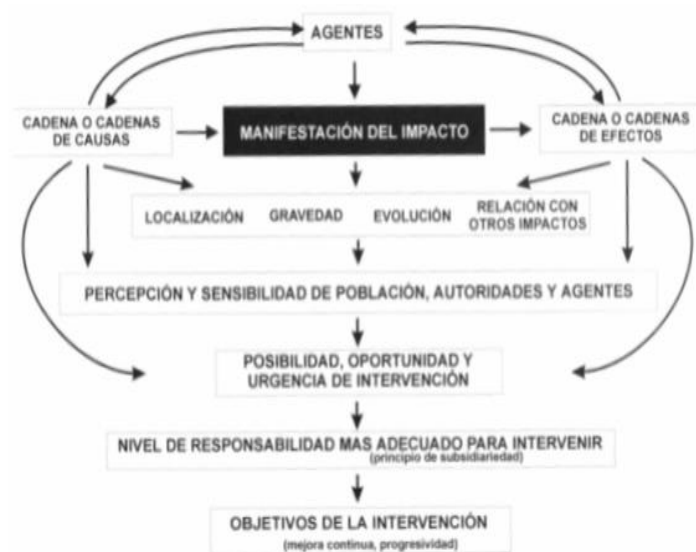 AGENTES
CADENA O CADENAS
DE CAUSAS
MANIFESTACIÓN DEL IMPACTO
CADENA O CADENAS
DE EFECTOS
LOCALIZACIÓN GRAVEDAD EVOLUCIÓN RELACIÓN CON
OTROS IMPACTOS
PERCEPCIÓN Y SENSIBILIDAD DE POBLACIÓN, AUTORIDADES Y AGENTES
POSIBILIDAD, OPORTUNIDAD Y
URGENCIA DE INTERVENCIÓN
NIVEL DE RESPONSABILIDAD MAS ADECUADO PARA INTERVENIR
(principio de subsidiariedad)
OBJETIVOS DE LA INTERVENCIÓN
(mejora continua, progresividad)